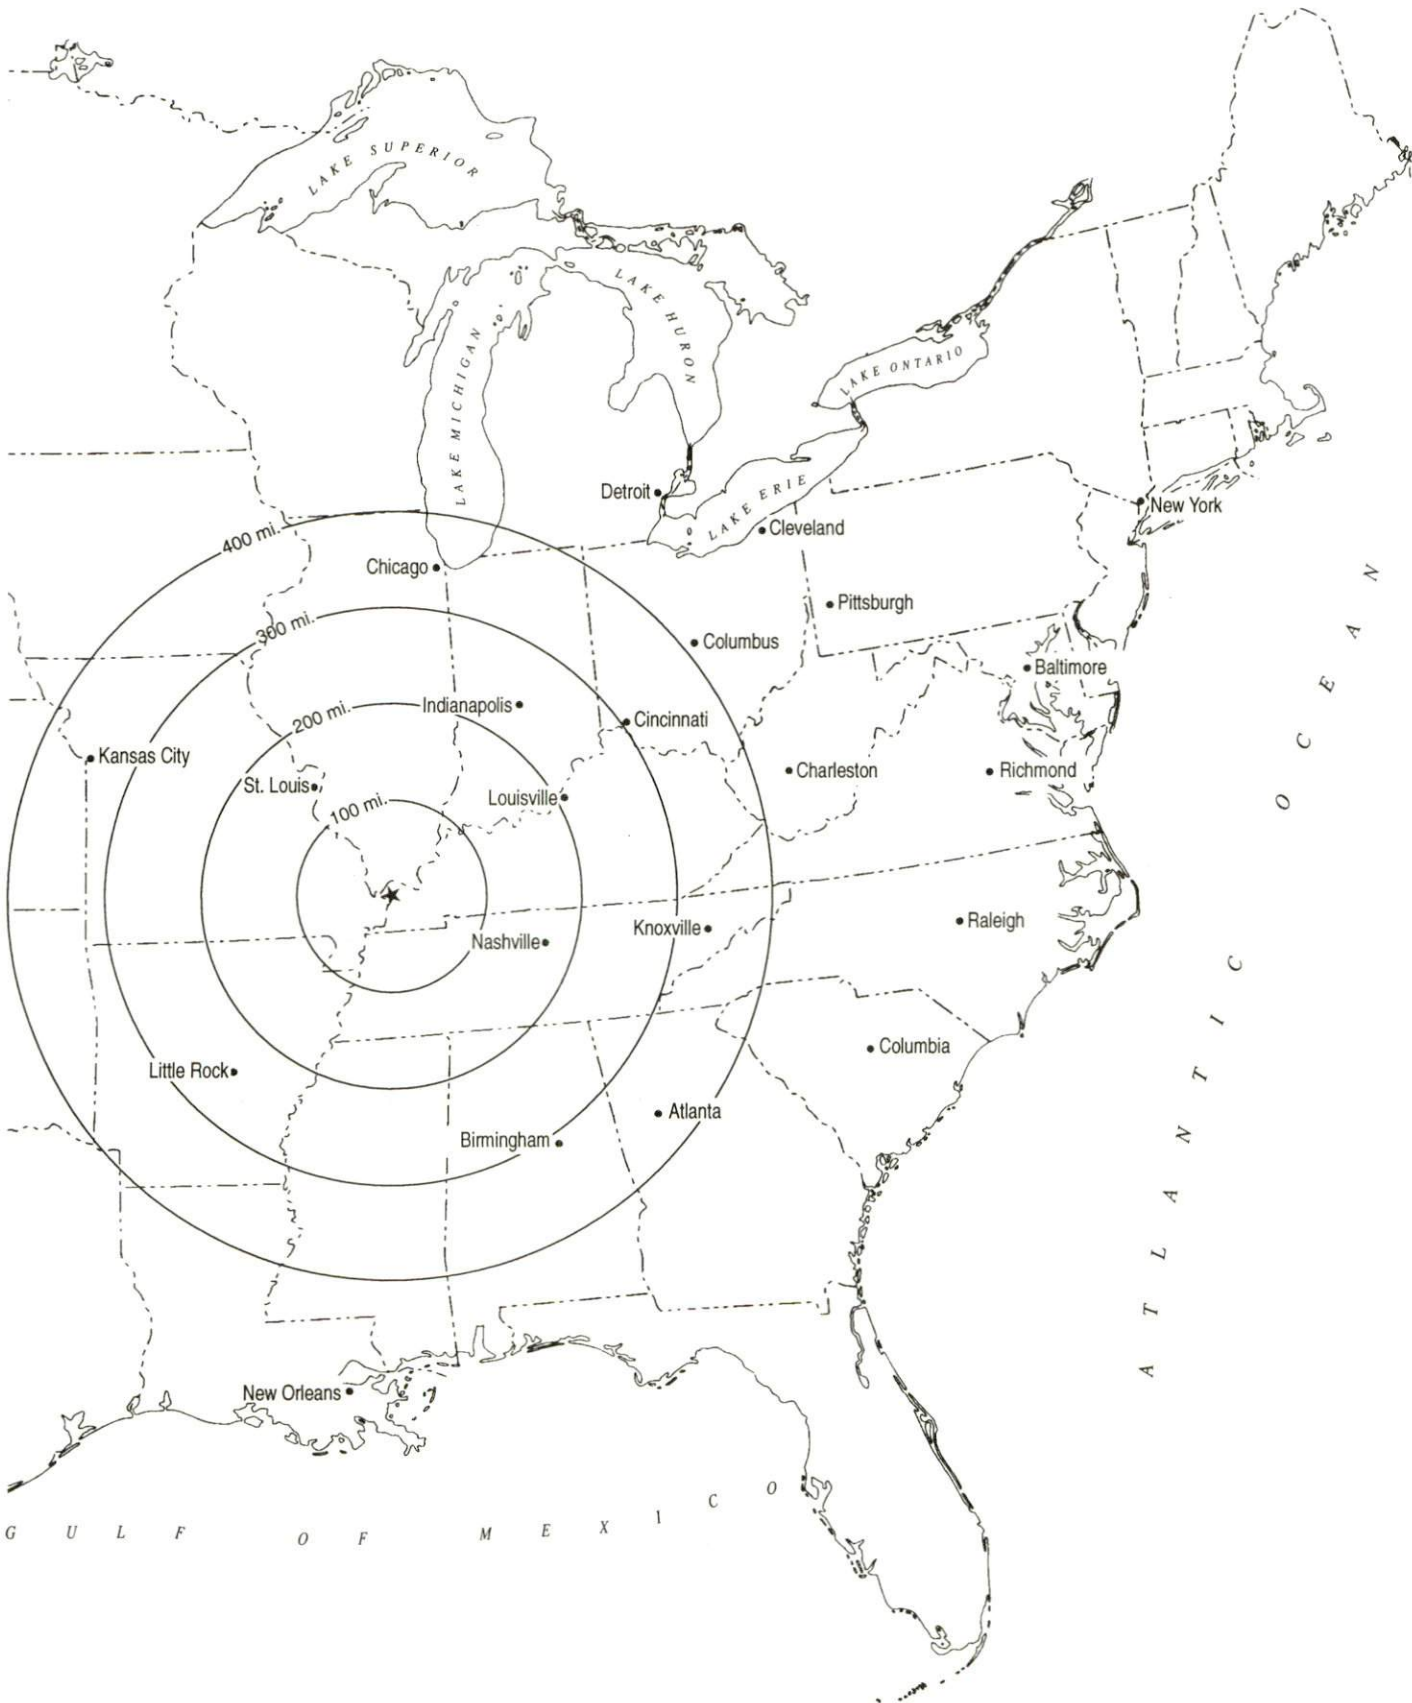 LAKE SUPERIOR
LAKE HURON
LAKE MICHIGAN
LAKE ONTARIO
LAKE ERIE
Detroit
New York
Cleveland
400 mi.
Chicago
Pittsburgh
300 mi.
Columbus
Baltimore
Indianapolis
200 mi.
Cincinnati
Kansas City
Charleston
Richmond
St. Louis
Louisville
100 mi.
Raleigh
Knoxville
Nashville
Columbia
Little Rock
Atlanta
Birmingham
New Orleans
ATLANTIC OCEAN
GULF OF MEXICO